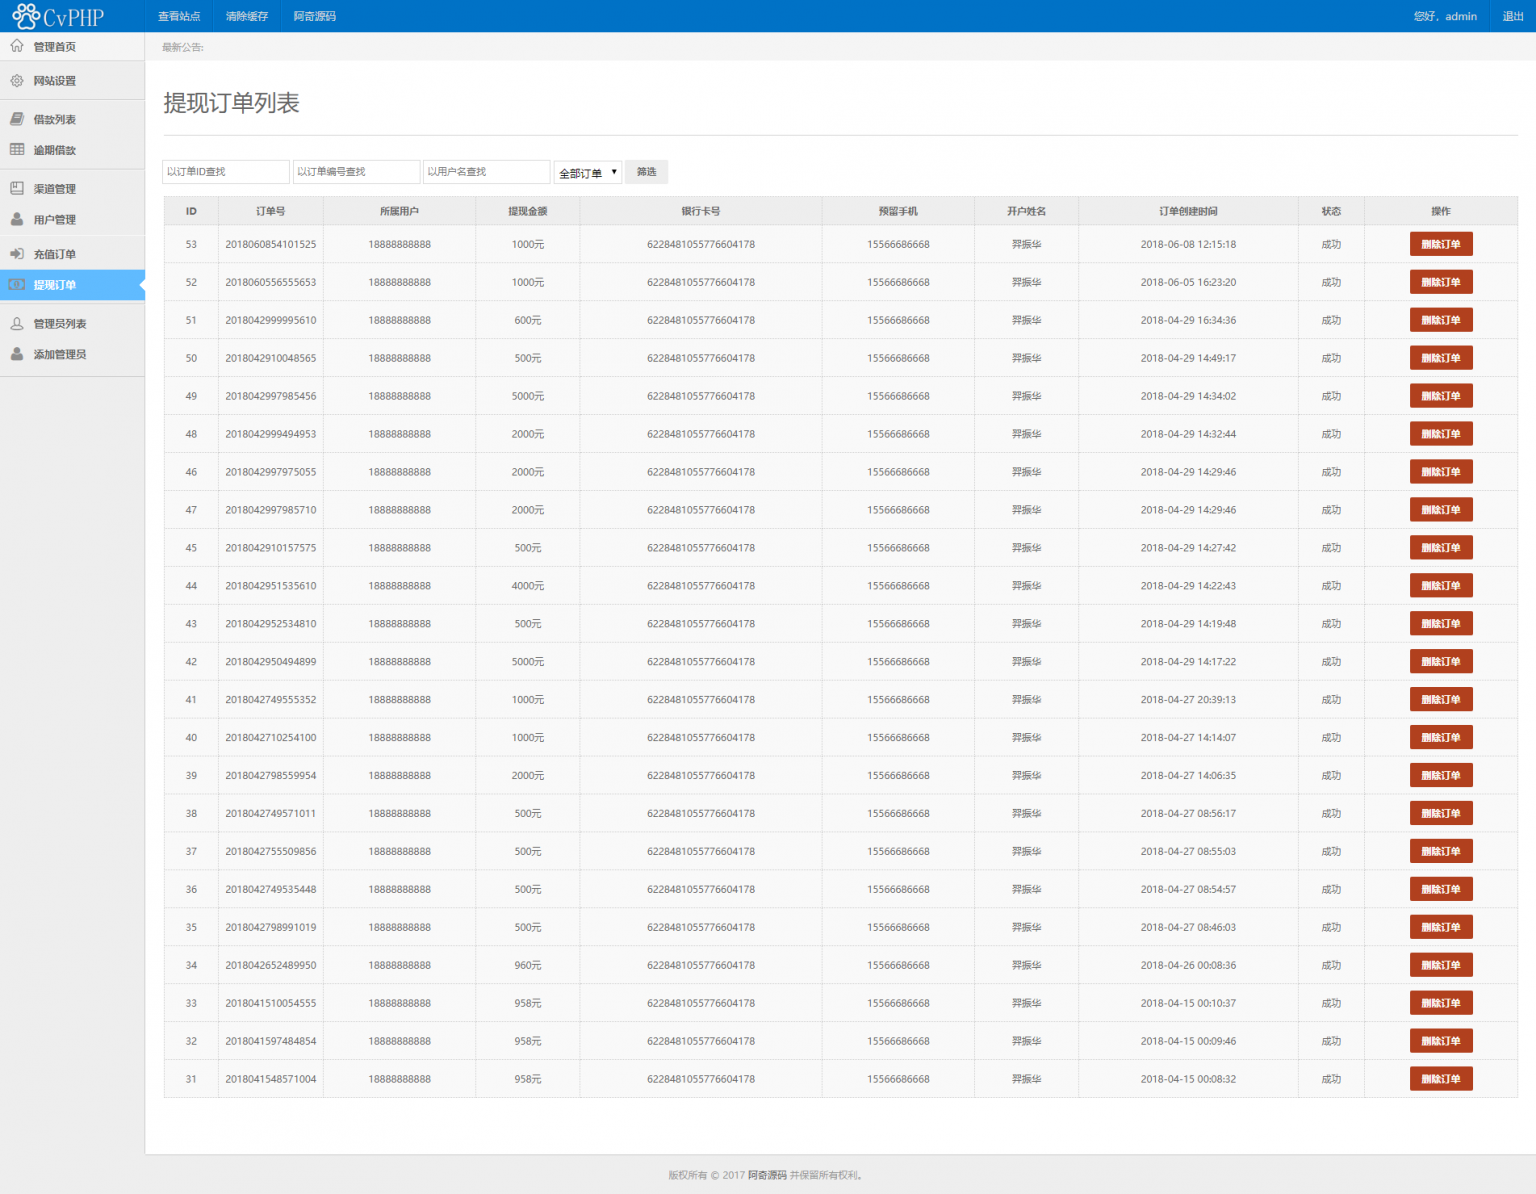 CvPHP 查看站点 清除缓存 阿奇源码 您好，admin 退出
管理首页
网站设置
借款列表
逾期借款
渠道管理
用户管理
充值订单
提现订单
管理员列表
添加管理员
最新公告:
提现订单列表
以订单ID查找 以订单编号查找 以用户名查找 全部订单 筛选
ID 订单号 所属用户 提现金额 银行卡号 预留手机 开户姓名 订单创建时间 状态 操作
53 2018060854101525 18888888888 1000元 6228481055776604178 15566686668 羿振华 2018-06-08 12:15:18 成功 删除订单
52 2018060556555653 18888888888 1000元 6228481055776604178 15566686668 羿振华 2018-06-05 16:23:20 成功 删除订单
51 2018042999995610 18888888888 600元 6228481055776604178 15566686668 羿振华 2018-04-29 16:34:36 成功 删除订单
50 2018042910048565 18888888888 500元 6228481055776604178 15566686668 羿振华 2018-04-29 14:49:17 成功 删除订单
49 2018042997985456 18888888888 5000元 6228481055776604178 15566686668 羿振华 2018-04-29 14:34:02 成功 删除订单
48 2018042999494953 18888888888 2000元 6228481055776604178 15566686668 羿振华 2018-04-29 14:32:44 成功 删除订单
46 2018042997975055 18888888888 2000元 6228481055776604178 15566686668 羿振华 2018-04-29 14:29:46 成功 删除订单
47 2018042997985710 18888888888 2000元 6228481055776604178 15566686668 羿振华 2018-04-29 14:29:46 成功 删除订单
45 2018042910157575 18888888888 500元 6228481055776604178 15566686668 羿振华 2018-04-29 14:27:42 成功 删除订单
44 2018042951535610 18888888888 4000元 6228481055776604178 15566686668 羿振华 2018-04-29 14:22:43 成功 删除订单
43 2018042952534810 18888888888 500元 6228481055776604178 15566686668 羿振华 2018-04-29 14:19:48 成功 删除订单
42 2018042950494899 18888888888 5000元 6228481055776604178 15566686668 羿振华 2018-04-29 14:17:22 成功 删除订单
41 2018042749555352 18888888888 1000元 6228481055776604178 15566686668 羿振华 2018-04-27 20:39:13 成功 删除订单
40 2018042710254100 18888888888 1000元 6228481055776604178 15566686668 羿振华 2018-04-27 14:14:07 成功 删除订单
39 2018042798559954 18888888888 2000元 6228481055776604178 15566686668 羿振华 2018-04-27 14:06:35 成功 删除订单
38 2018042749571011 18888888888 500元 6228481055776604178 15566686668 羿振华 2018-04-27 08:56:17 成功 删除订单
37 2018042755509856 18888888888 500元 6228481055776604178 15566686668 羿振华 2018-04-27 08:55:03 成功 删除订单
36 2018042749535448 18888888888 500元 6228481055776604178 15566686668 羿振华 2018-04-27 08:54:57 成功 删除订单
35 2018042798991019 18888888888 500元 6228481055776604178 15566686668 羿振华 2018-04-27 08:46:03 成功 删除订单
34 2018042652489950 18888888888 960元 6228481055776604178 15566686668 羿振华 2018-04-26 00:08:36 成功 删除订单
33 2018041510054555 18888888888 958元 6228481055776604178 15566686668 羿振华 2018-04-15 00:10:37 成功 删除订单
32 2018041597484854 18888888888 958元 6228481055776604178 15566686668 羿振华 2018-04-15 00:09:46 成功 删除订单
31 2018041548571004 18888888888 958元 6228481055776604178 15566686668 羿振华 2018-04-15 00:08:32 成功 删除订单
版权所有 © 2017 阿奇源码 并保留所有权利。